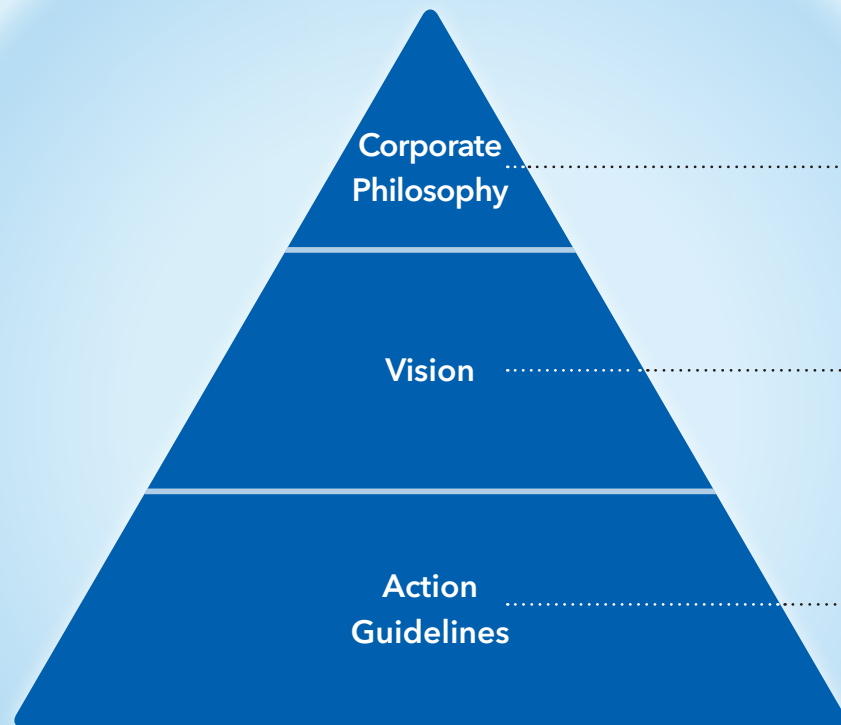 Corporate
Philosophy
Vision
Action
Guidelines